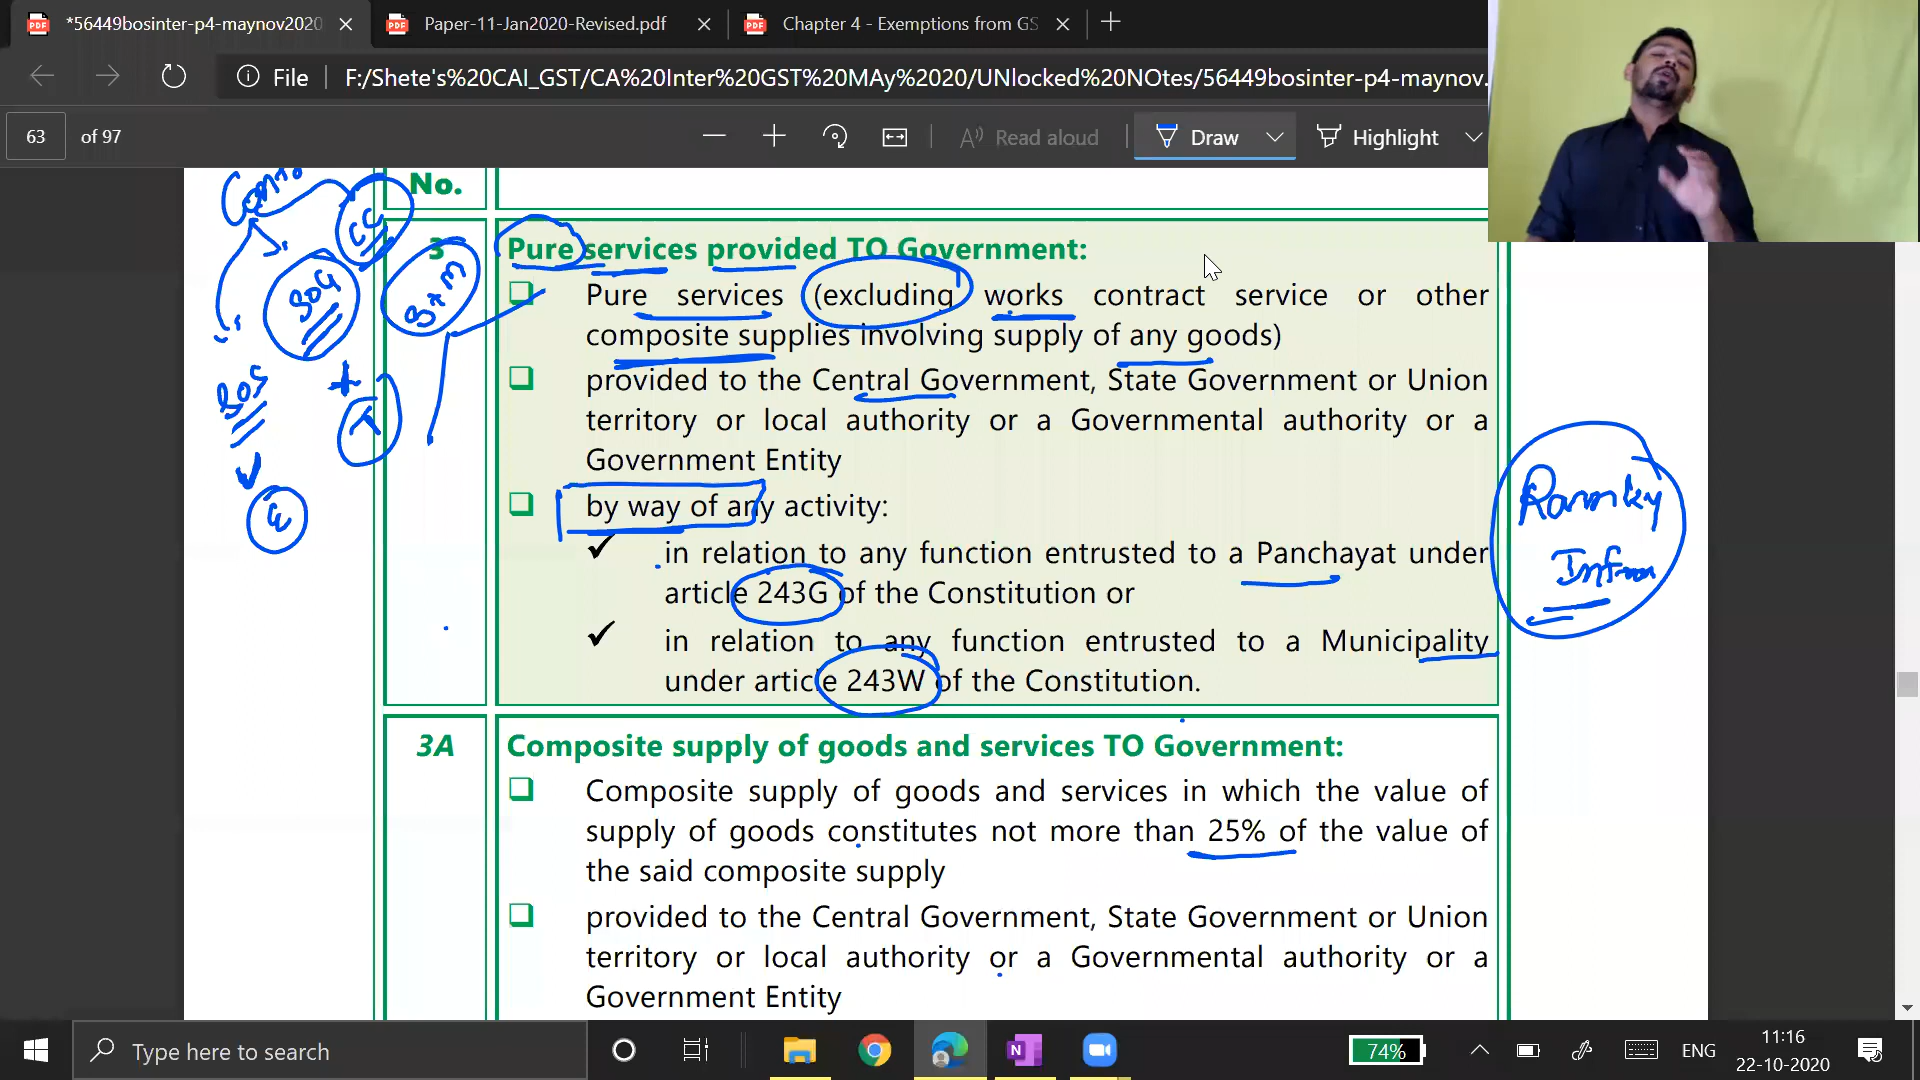 *56449bosinter-p4-maynov2020
Paper-11-Jan2020-Revised.pdf
Chapter 4 - Exemptions from GS
File
F:/Shete's%20CAI_GST/CA%20Inter%20GST%20MAy%202020/UNlocked%20NOtes/56449bosinter-p4-maynov.
63 of 97
Read aloud
Draw
Highlight
No.
CC
3
S+M
Pure services provided TO Government:
Pure services (excluding works contract service or other
composite supplies involving supply of any goods)
SOG
provided to the Central Government, State Government or Union
territory or local authority or a Governmental authority or a
Government Entity
SOS
+
T
E
Ramky
Infra
by way of any activity:
in relation to any function entrusted to a Panchayat under
article 243G of the Constitution or
in relation to any function entrusted to a Municipality
under article 243W of the Constitution.
3A
Composite supply of goods and services TO Government:
Composite supply of goods and services in which the value of
supply of goods constitutes not more than 25% of the value of
the said composite supply
provided to the Central Government, State Government or Union
territory or local authority or a Governmental authority or a
Government Entity
Type here to search
74%
ENG
11:16
22-10-2020